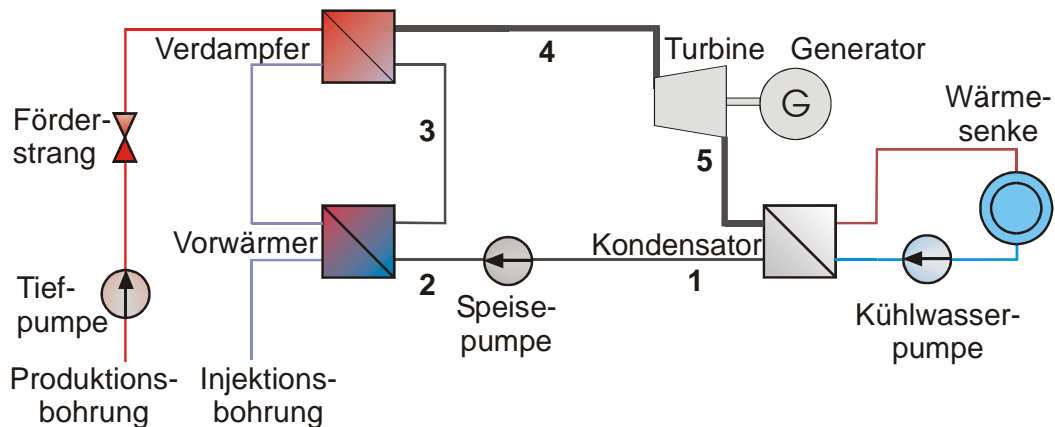 Verdampfer
4
Turbine
Generator
G
Wärme-
senke
Förder-
strang
3
5
Vorwärmer
Kondensator
2
1
Tief-
pumpe
Speise-
pumpe
Kühlwasser-
pumpe
Produktions-
bohrung
Injektions-
bohrung